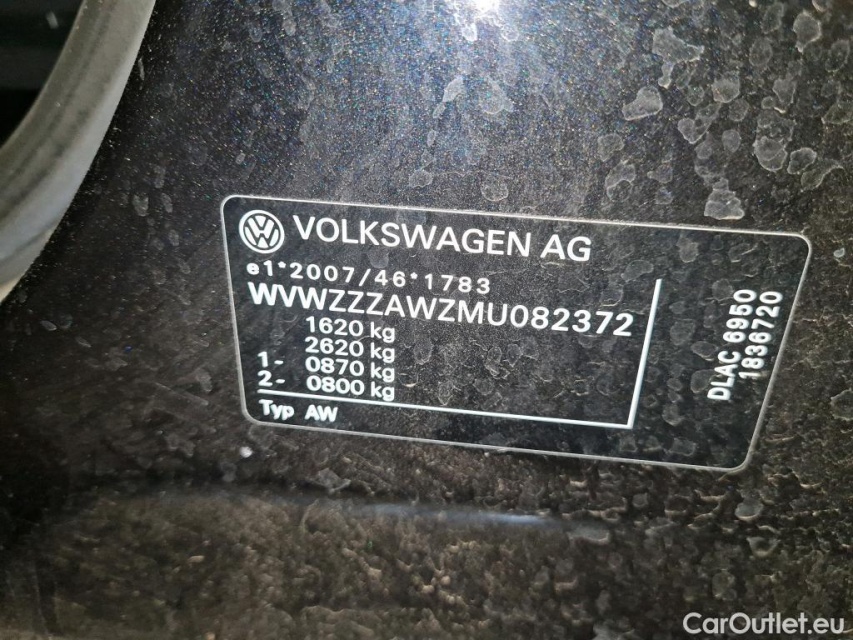 VOLKSWAGEN AG
e1*2007/46*1783
WVWZZZAWZMU082372
1620 kg
2620 kg
1- 0870 kg
2- 0800 kg
Typ AW
DLAC 6950
1836720
CarOutlet.eu